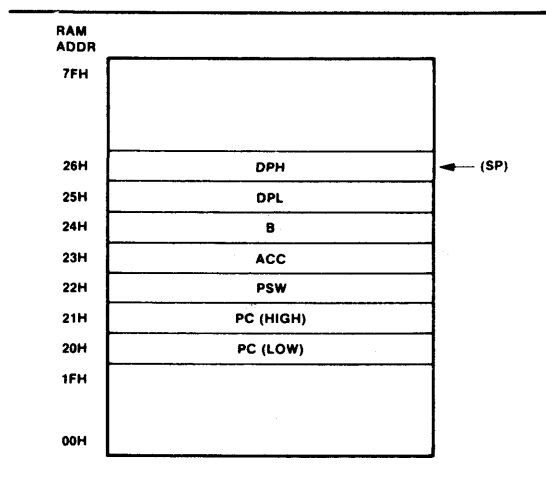 RAM
ADDR
7FH
26H DPH (SP)
25H DPL
24H B
23H ACC
22H PSW
21H PC (HIGH)
20H PC (LOW)
1FH
00H